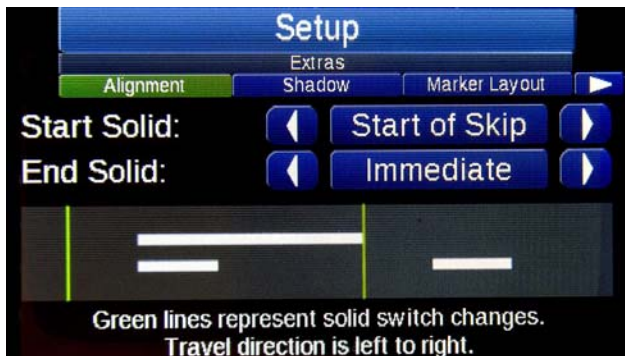 Setup
Extras
Alignment Shadow Marker Layout
Start Solid: Start of Skip
End Solid: Immediate
Green lines represent solid switch changes.
Travel direction is left to right.